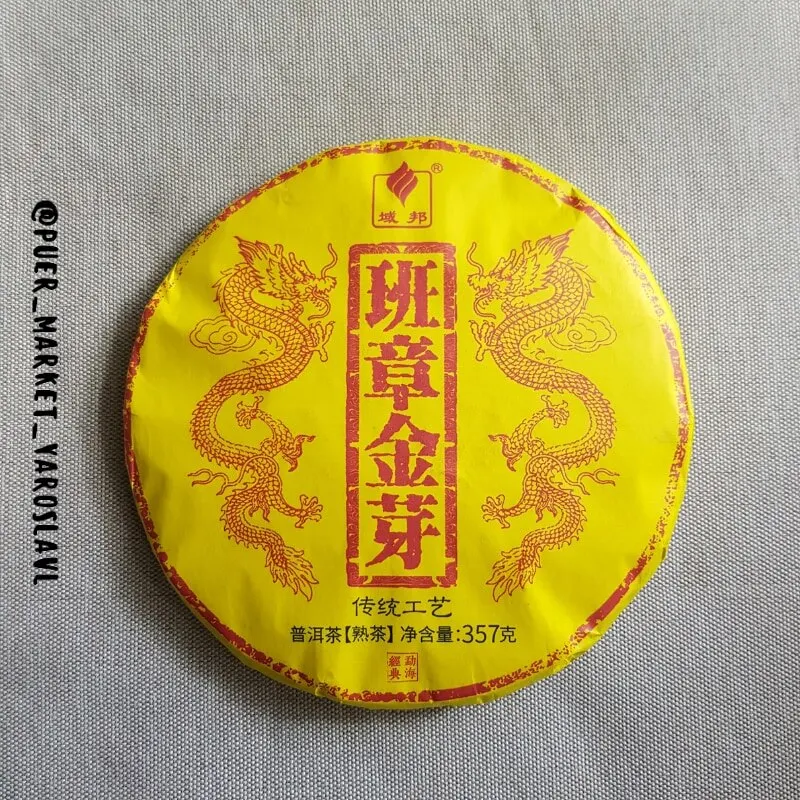 @PUER_MARKET_YAROSLAVL
域邦
®
班章金芽
传统工艺
普洱茶【熟茶】 净含量:357克
勐海
經典